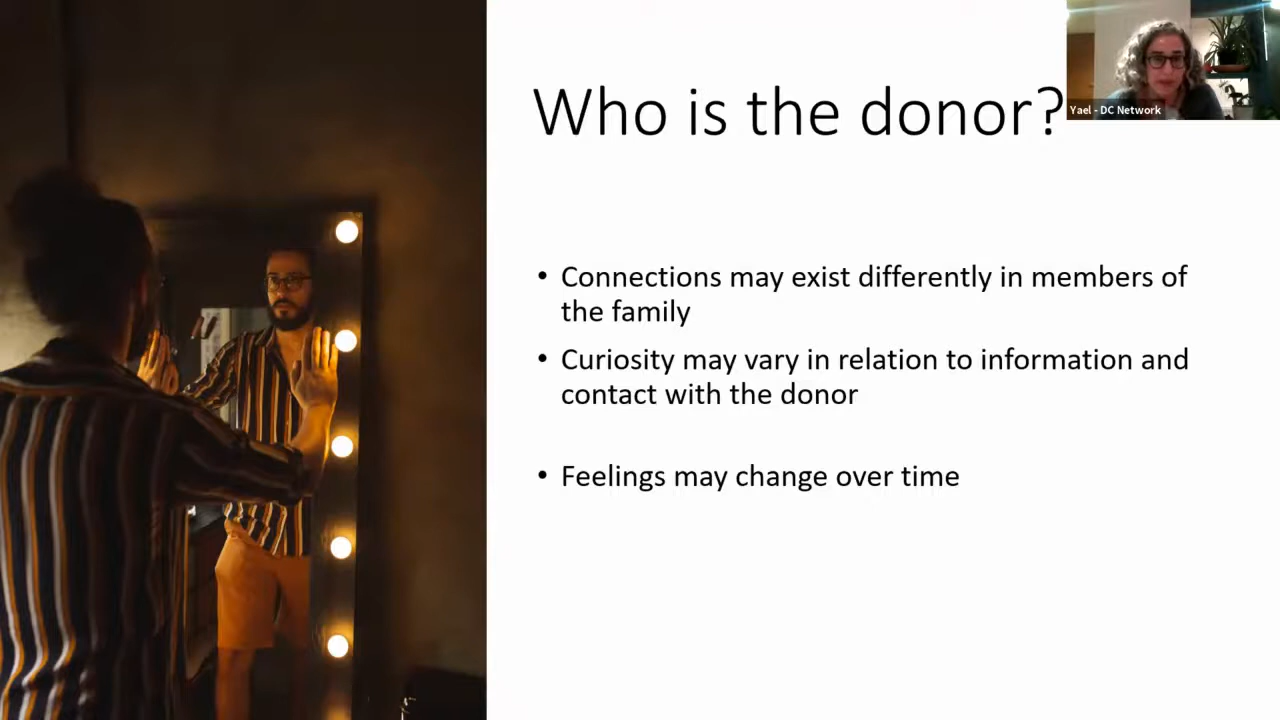 Who is the donor?
Yael - DC Network
• Connections may exist differently in members of
the family
• Curiosity may vary in relation to information and
contact with the donor
• Feelings may change over time